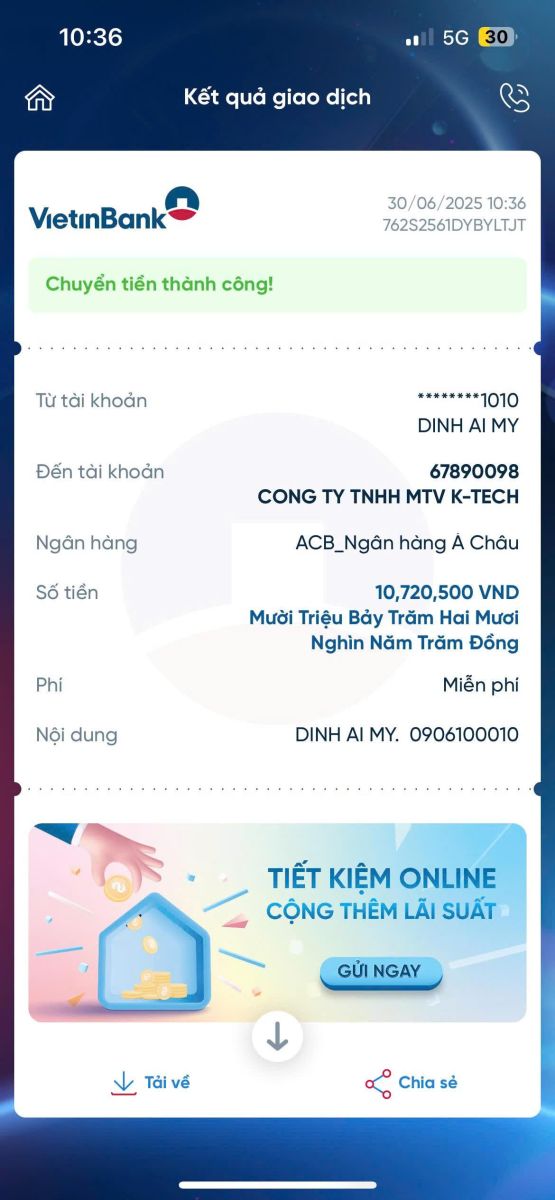 10:36
5G
30
Kết quả giao dịch
VietinBank
30/06/2025 10:36
762S2561DYBYLTJT
Chuyển tiền thành công!
Từ tài khoản
********1010
DINH AI MY
Đến tài khoản
67890098
CONG TY TNHH MTV K-TECH
Ngân hàng
ACB_Ngân hàng Á Châu
Số tiền
10,720,500 VND
Mười Triệu Bảy Trăm Hai Mươi
Nghìn Năm Trăm Đồng
Phí
Miễn phí
Nội dung
DINH AI MY. 0906100010
TIẾT KIỆM ONLINE
CỘNG THÊM LÃI SUẤT
GỬI NGAY
Tải về
Chia sẻ